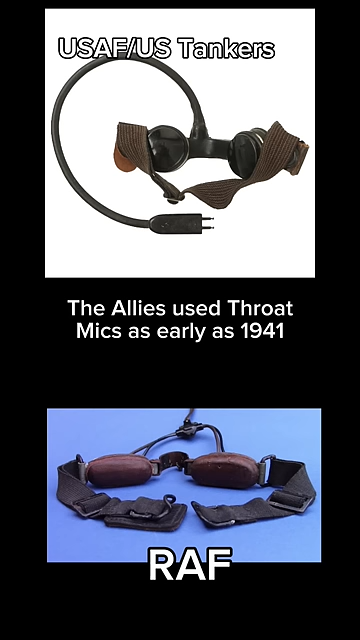 USAF/US Tankers
The Allies used Throat
Mics as early as 1941
RAF